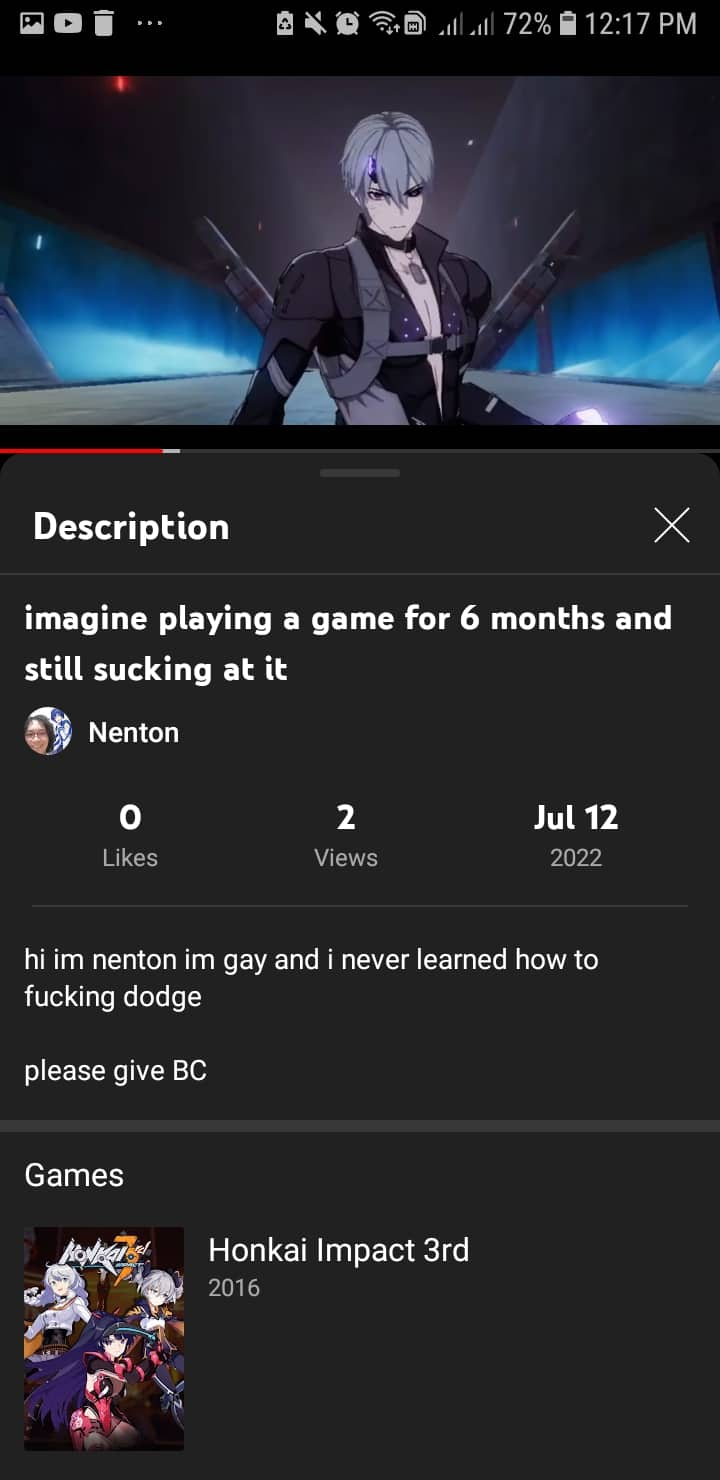 72% 12:17 PM
Description
imagine playing a game for 6 months and
still sucking at it
Nenton
0 2 Jul 12
Likes Views 2022
hi im nenton im gay and i never learned how to
fucking dodge
please give BC
Games
HONKAI 3rd
IMPACT
Honkai Impact 3rd
2016